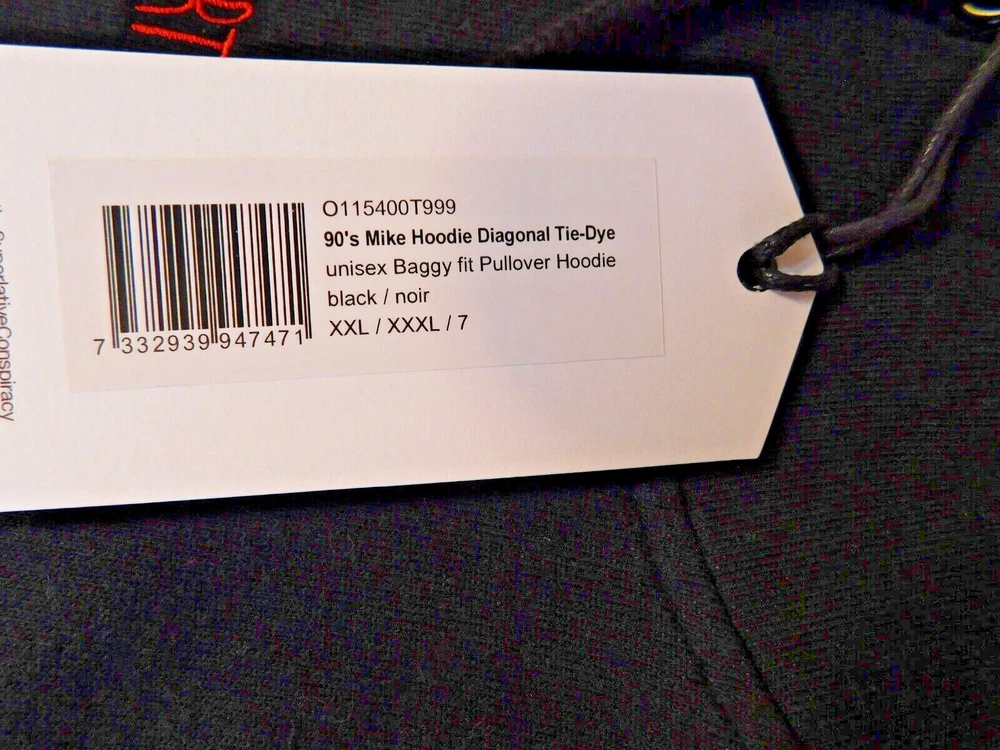 RT
O115400T999
90's Mike Hoodie Diagonal Tie-Dye
unisex Baggy fit Pullover Hoodie
black / noir
XXL / XXXL / 7
7 332939 947471
SuperlativeConspiracy